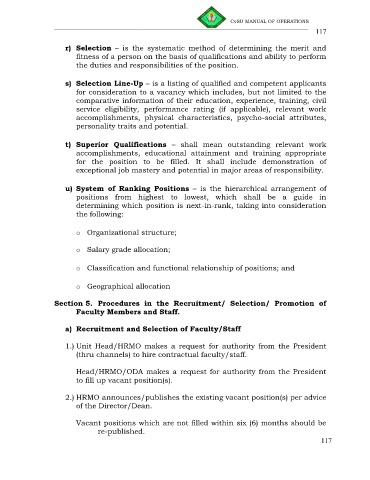 CvSU MANUAL OF OPERATIONS
117
r) Selection – is the systematic method of determining the merit and
fitness of a person on the basis of qualifications and ability to perform
the duties and responsibilities of the position.
s) Selection Line-Up – is a listing of qualified and competent applicants
for consideration to a vacancy which includes, but not limited to the
comparative information of their education, experience, training, civil
service eligibility, performance rating (if applicable), relevant work
accomplishments, physical characteristics, psycho-social attributes,
personality traits and potential.
t) Superior Qualifications – shall mean outstanding relevant work
accomplishments, educational attainment and training appropriate
for the position to be filled. It shall include demonstration of
exceptional job mastery and potential in major areas of responsibility.
u) System of Ranking Positions – is the hierarchical arrangement of
positions from highest to lowest, which shall be a guide in
determining which position is next-in-rank, taking into consideration
the following:
o Organizational structure;
o Salary grade allocation;
o Classification and functional relationship of positions; and
o Geographical allocation
Section 5. Procedures in the Recruitment/ Selection/ Promotion of
Faculty Members and Staff.
a) Recruitment and Selection of Faculty/Staff
1.) Unit Head/HRMO makes a request for authority from the President
(thru channels) to hire contractual faculty/staff.
Head/HRMO/ODA makes a request for authority from the President
to fill up vacant position(s).
2.) HRMO announces/publishes the existing vacant position(s) per advice
of the Director/Dean.
Vacant positions which are not filled within six (6) months should be
re-published.
117